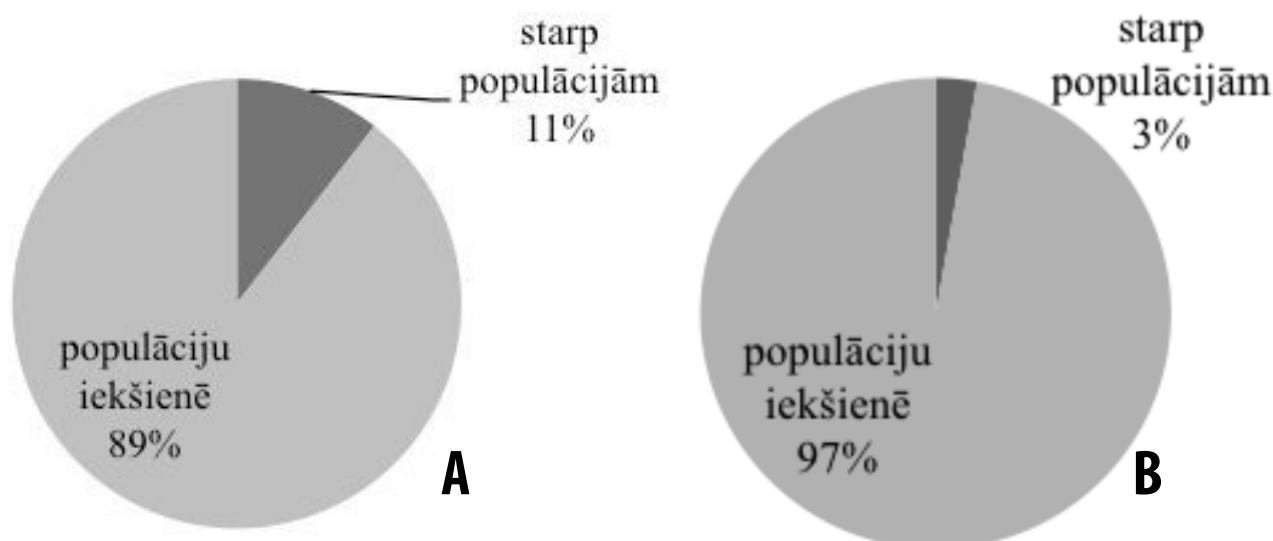 starp
populācijām
11%
populāciju
iekšienē
89%
A
starp
populācijām
3%
populāciju
iekšienē
97%
B